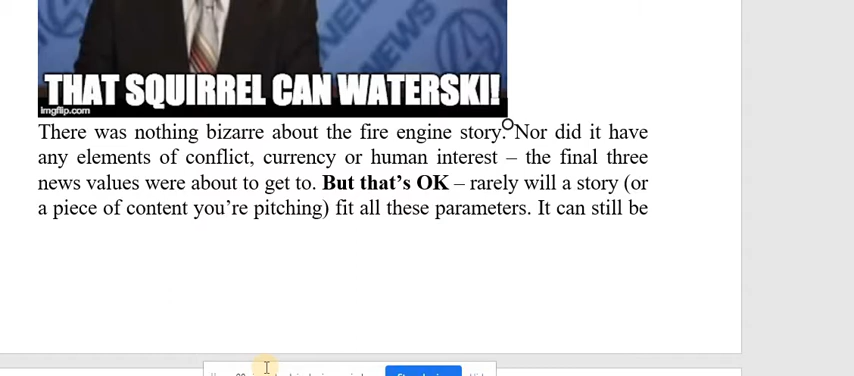 NEWS
4
THAT SQUIRREL CAN WATERSKI!
imgflip.com
There was nothing bizarre about the fire engine story. Nor did it have
any elements of conflict, currency or human interest – the final three
news values were about to get to. But that’s OK – rarely will a story (or
a piece of content you’re pitching) fit all these parameters. It can still be